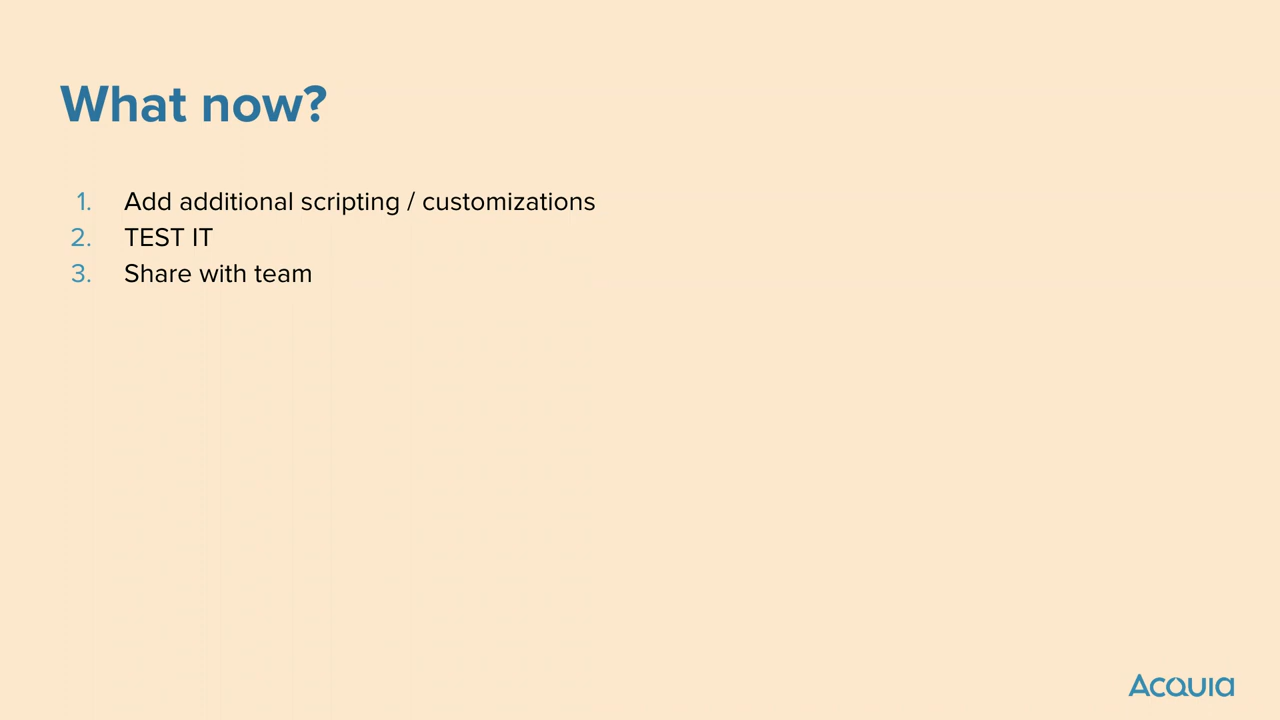 What now?
1. Add additional scripting / customizations
2. TEST IT
3. Share with team
Acquia